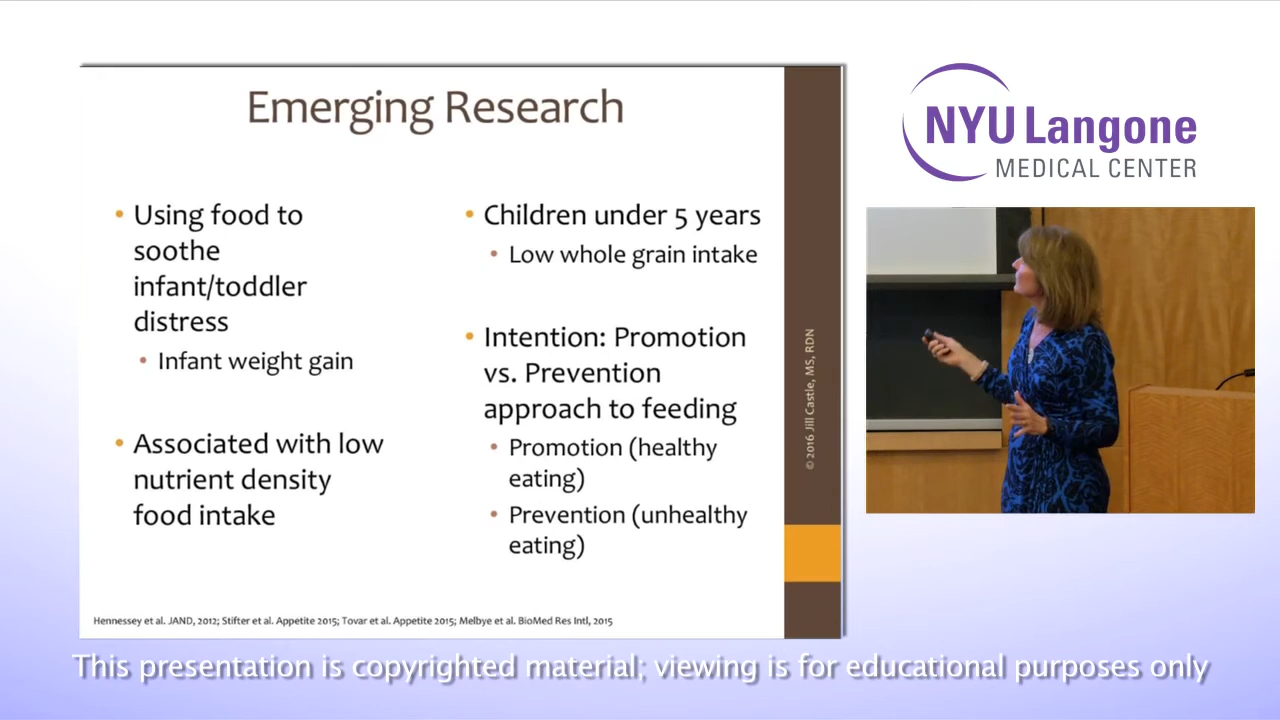 Emerging Research
• Using food to
soothe
infant/toddler
distress
• Infant weight gain
• Associated with low
nutrient density
food intake
• Children under 5 years
• Low whole grain intake
• Intention: Promotion
vs. Prevention
approach to feeding
• Promotion (healthy
eating)
• Prevention (unhealthy
eating)
Hennessey et al. JAND, 2012; Stifter et al. Appetite 2015; Tovar et al. Appetite 2015; Melbye et al. BioMed Res Intl, 2015
© 2016 Jill Castle, MS, RDN
NYU Langone
MEDICAL CENTER
This presentation is copyrighted material; viewing is for educational purposes only